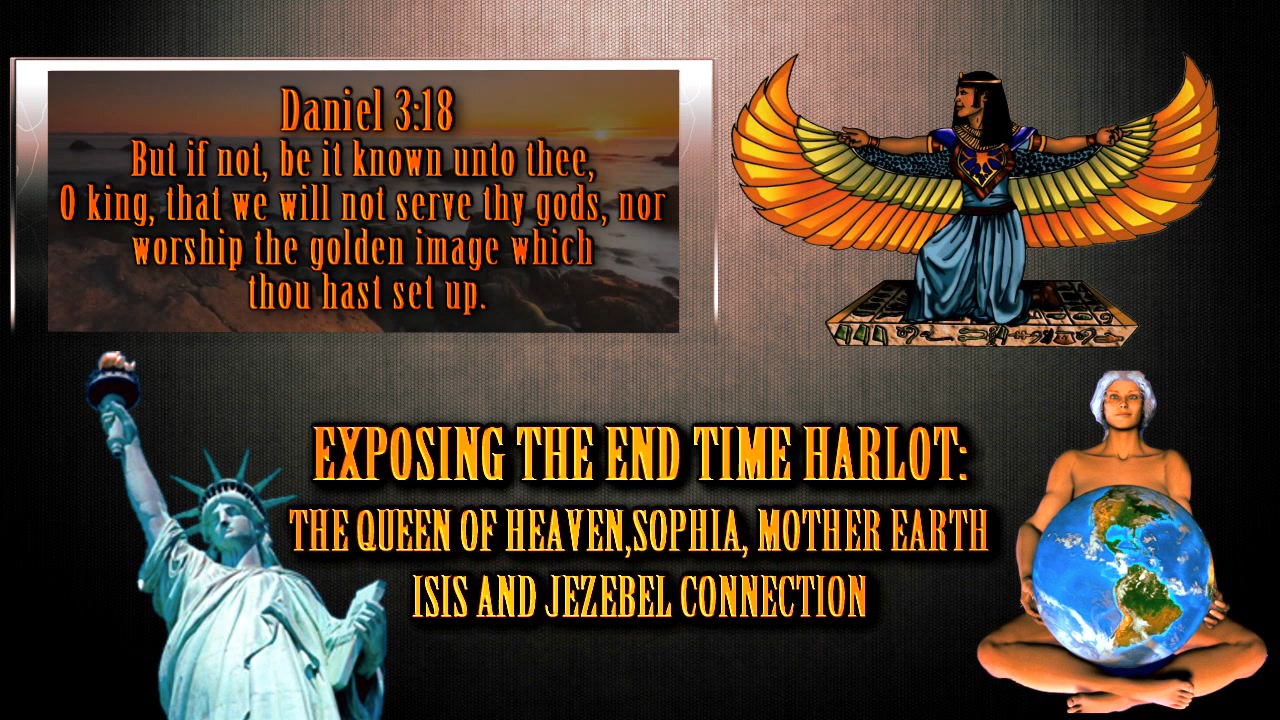 Daniel 3:18
But if not, be it known unto thee,
O king, that we will not serve thy gods, nor
worship the golden image which
thou hast set up.
EXPOSING THE END TIME HARLOT:
THE QUEEN OF HEAVEN,SOPHIA, MOTHER EARTH
ISIS AND JEZEBEL CONNECTION